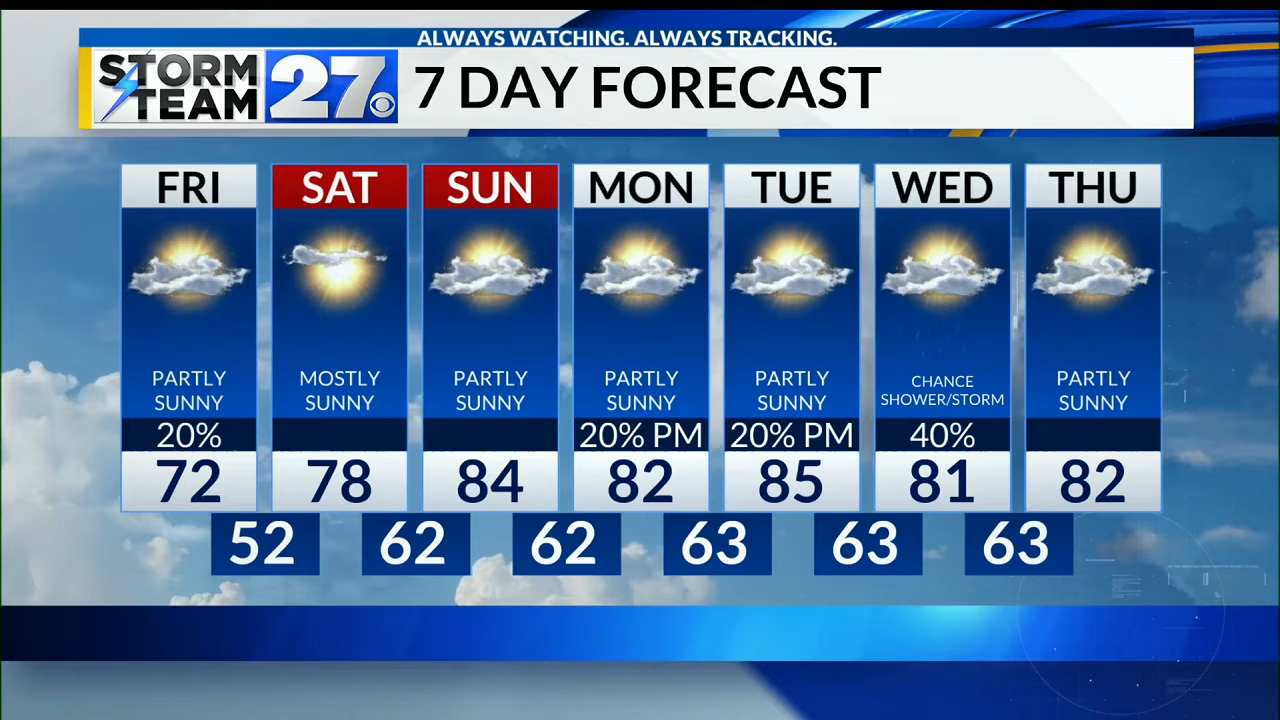 ALWAYS WATCHING. ALWAYS TRACKING.
STORM TEAM 27 7 DAY FORECAST
FRI SAT SUN MON TUE WED THU
PARTLY SUNNY
MOSTLY SUNNY
PARTLY SUNNY
PARTLY SUNNY
PARTLY SUNNY
CHANCE SHOWER/STORM
PARTLY SUNNY
20% 20% PM 20% PM 40%
72 78 84 82 85 81 82
52 62 62 63 63 63